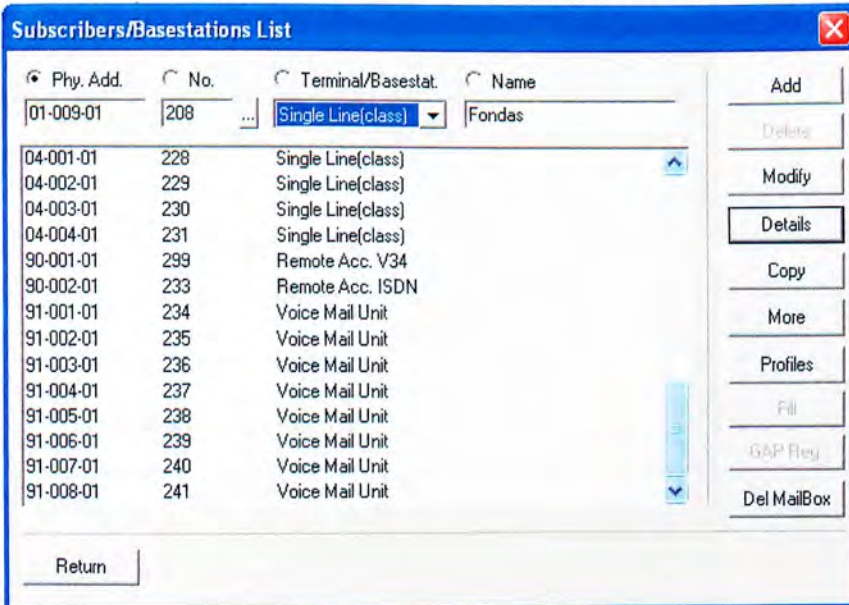 Subscribers/Basestations List
Phy. Add. No. Terminal/Basestat. Name
01-009-01 208 ... Single Line(class) Fondas
04-001-01 228 Single Line(class)
04-002-01 229 Single Line(class)
04-003-01 230 Single Line(class)
04-004-01 231 Single Line(class)
90-001-01 299 Remote Acc. V34
90-002-01 233 Remote Acc. ISDN
91-001-01 234 Voice Mail Unit
91-002-01 235 Voice Mail Unit
91-003-01 236 Voice Mail Unit
91-004-01 237 Voice Mail Unit
91-005-01 238 Voice Mail Unit
91-006-01 239 Voice Mail Unit
91-007-01 240 Voice Mail Unit
91-008-01 241 Voice Mail Unit
Add
Delete
Modify
Details
Copy
More
Profiles
Fill
GAP Reg
Del MailBox
Return